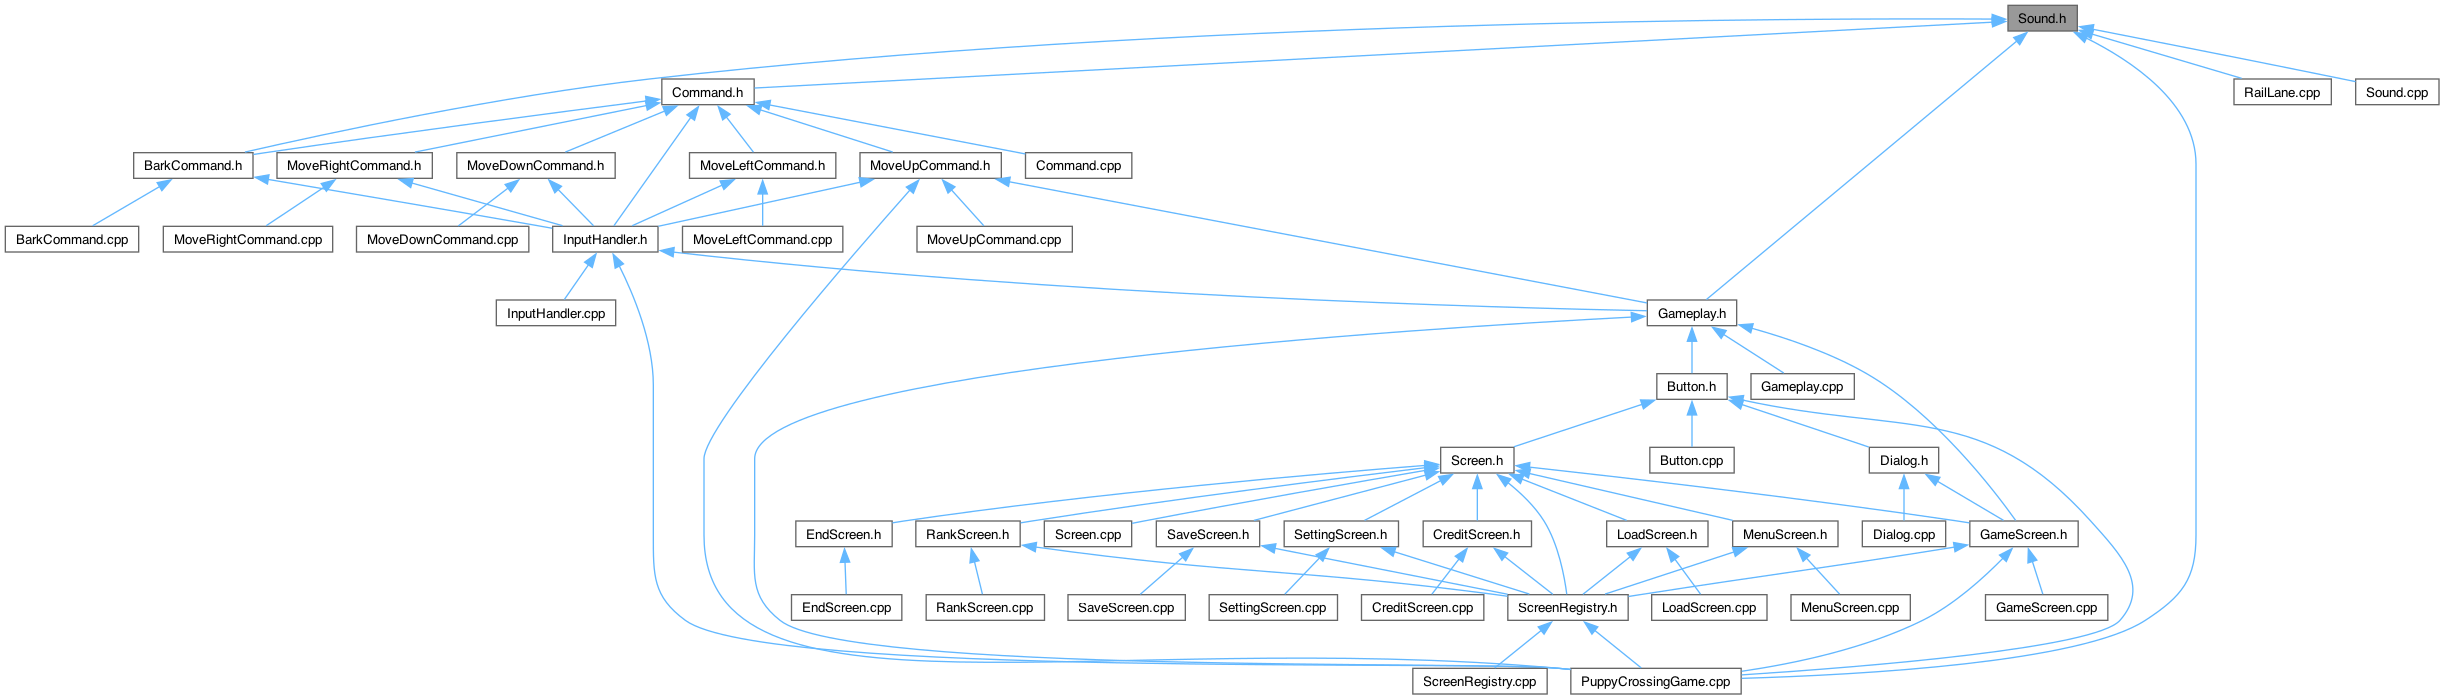 Sound.h
Command.h
RailLane.cpp
Sound.cpp
BarkCommand.h
MoveRightCommand.h
MoveDownCommand.h
MoveLeftCommand.h
MoveUpCommand.h
Command.cpp
BarkCommand.cpp
MoveRightCommand.cpp
MoveDownCommand.cpp
InputHandler.h
MoveLeftCommand.cpp
MoveUpCommand.cpp
InputHandler.cpp
Gameplay.h
Button.h
Gameplay.cpp
Screen.h
Button.cpp
Dialog.h
EndScreen.h
RankScreen.h
Screen.cpp
SaveScreen.h
SettingScreen.h
CreditScreen.h
LoadScreen.h
MenuScreen.h
Dialog.cpp
GameScreen.h
EndScreen.cpp
RankScreen.cpp
SaveScreen.cpp
SettingScreen.cpp
CreditScreen.cpp
ScreenRegistry.h
LoadScreen.cpp
MenuScreen.cpp
GameScreen.cpp
ScreenRegistry.cpp
PuppyCrossingGame.cpp